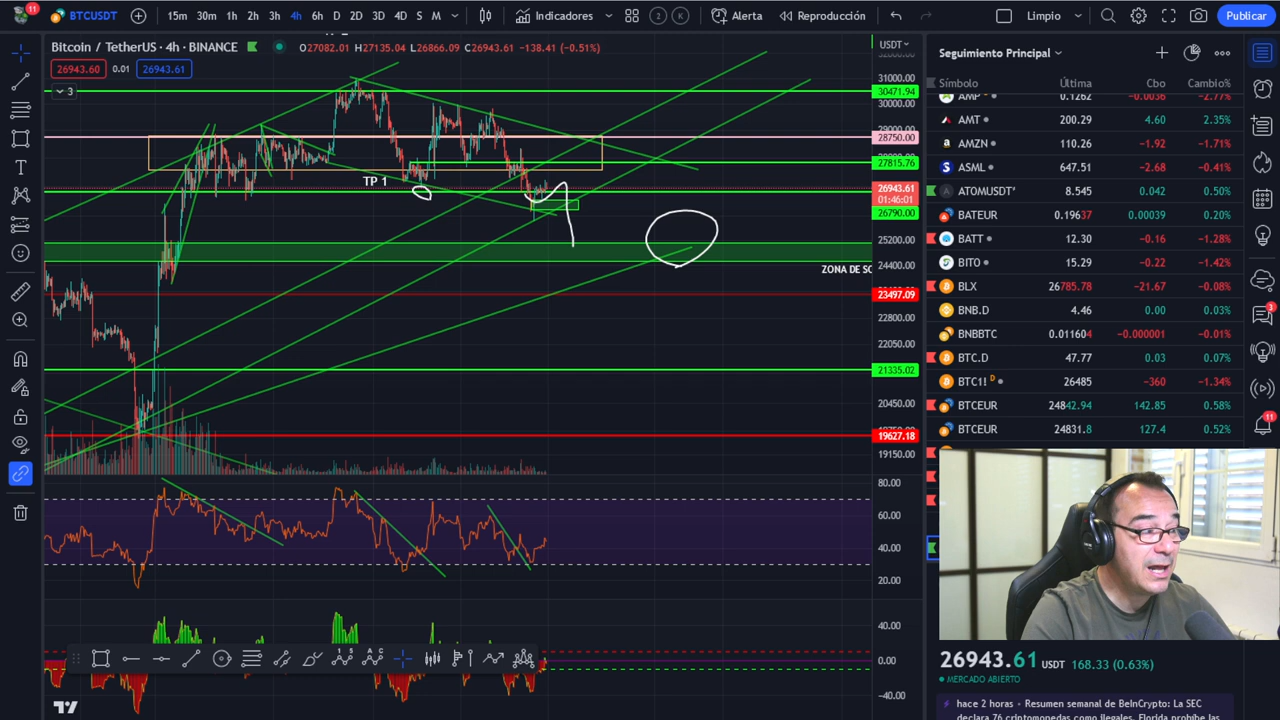 11
BTCUSDT
15m 30m 1h 2h 3h 4h 6h D 2D 3D 4D S M
Indicadores
2 K
Alerta
Reproducción
Limpio
Publicar
Bitcoin / TetherUS · 4h · BINANCE
O27082.01 H27135.04 L26866.09 C26943.61 −138.41 (−0.51%)
26943.60 0.01 26943.61
3
USDT
31000.00
30471.94
30000.00
28750.00
27815.76
26943.61
01:46:01
26790.00
25200.00
24400.00
23497.09
22800.00
22050.00
21335.02
20450.00
19627.18
19150.00
TP 1
ZONA DE SO
80.00
60.00
40.00
20.00
40.00
0.00
−40.00
Seguimiento Principal
Símbolo Última Cbo Cambio%
AMP 0.1262 −0.0036 −2.77%
AMT 200.29 4.60 2.35%
AMZN 110.26 −1.92 −1.71%
ASML 647.51 −2.68 −0.41%
ATOMUSDT 8.545 0.042 0.50%
BATEUR 0.19637 0.00039 0.20%
BATT 12.30 −0.16 −1.28%
BITO 15.29 −0.22 −1.42%
BLX 26785.78 −21.67 −0.08%
BNB.D 4.46 0.00 0.03%
BNBBTC 0.011604 −0.000001 −0.01%
BTC.D 47.77 0.03 0.07%
BTC1! D 26485 −360 −1.34%
BTCEUR 24842.94 142.85 0.58%
BTCEUR 24831.8 127.4 0.52%
3
11
26943.61 USDT 168.33 (0.63%)
MERCADO ABIERTO
hace 2 horas • Resumen semanal de BeInCrypto: La SEC
declara 76 criptomonedas como ilegales, Florida prohíbe las